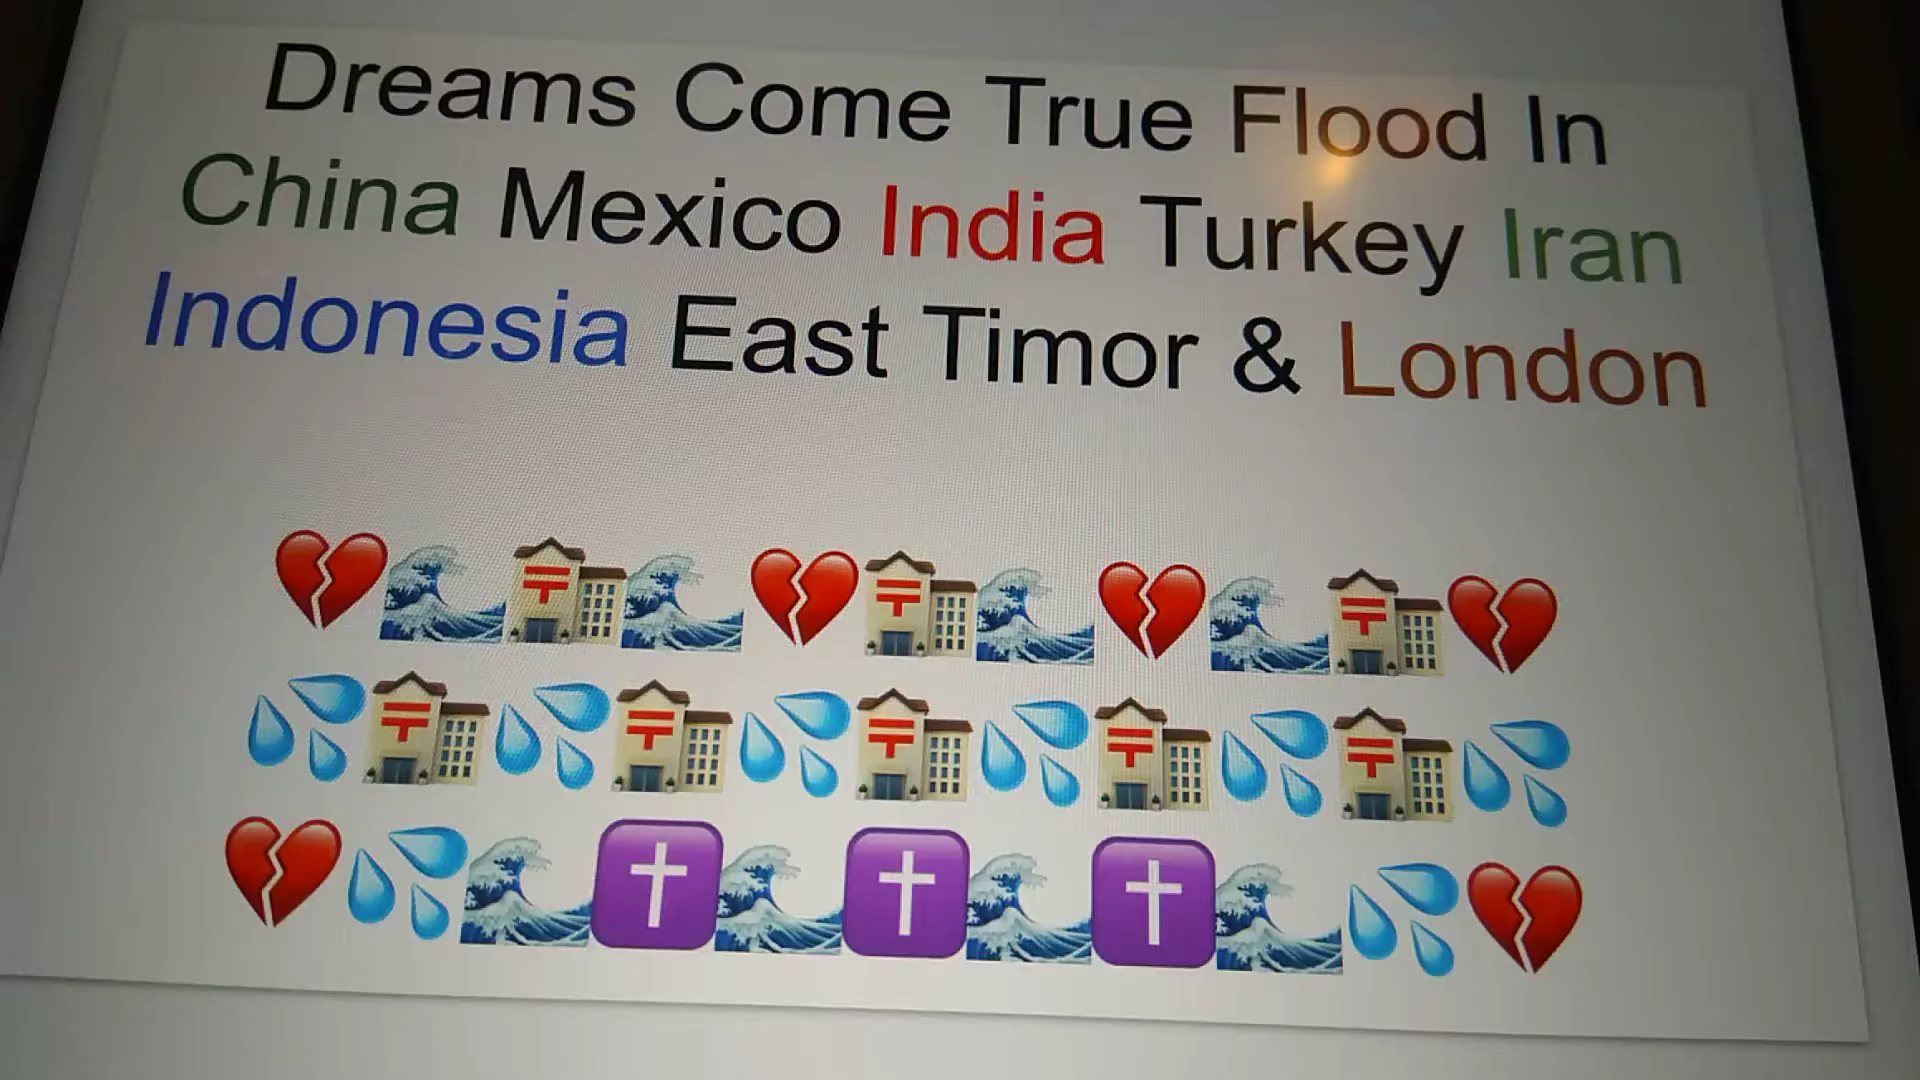 Dreams Come True Flood In
China Mexico India Turkey Iran
Indonesia East Timor & London